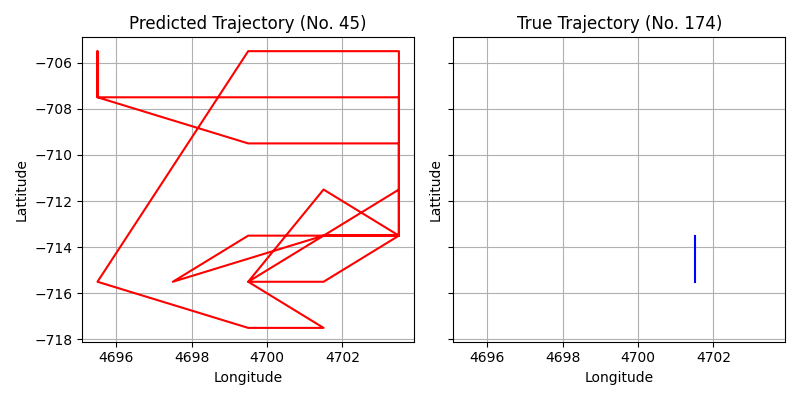 Predicted Trajectory (No. 45)
True Trajectory (No. 174)
−706
−708
−710
−712
−714
−716
−718
Lattitude
Lattitude
4696 4698 4700 4702
4696 4698 4700 4702
Longitude
Longitude